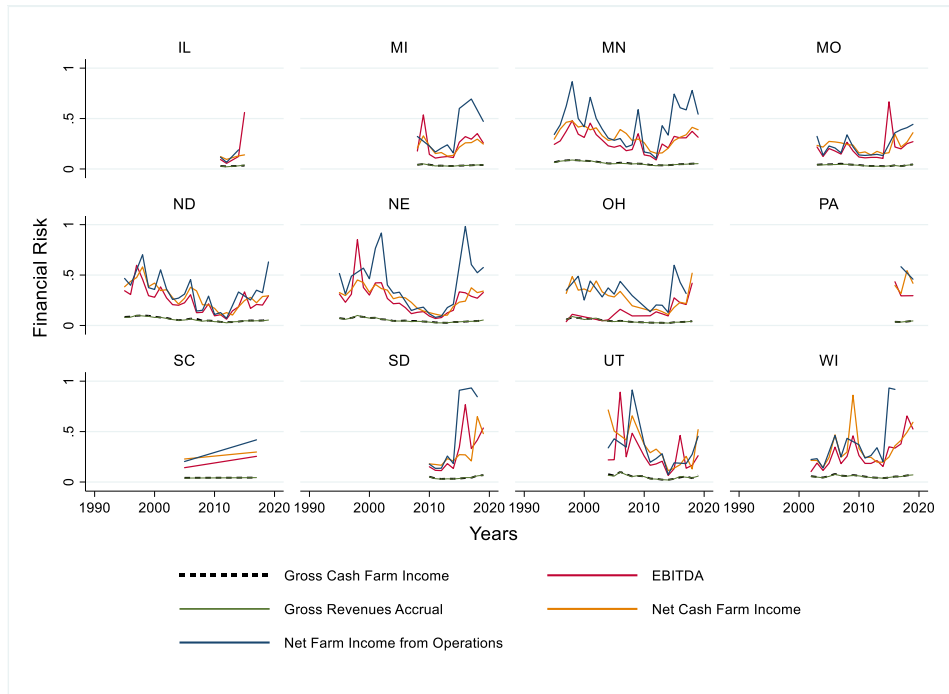 IL MI MN MO
1
.5
0
ND NE OH PA
1
.5
0
SC SD UT WI
1
.5
0
Financial Risk
1990 2000 2010 2020 1990 2000 2010 2020 1990 2000 2010 2020 1990 2000 2010 2020
Years
Gross Cash Farm Income EBITDA
Gross Revenues Accrual Net Cash Farm Income
Net Farm Income from Operations